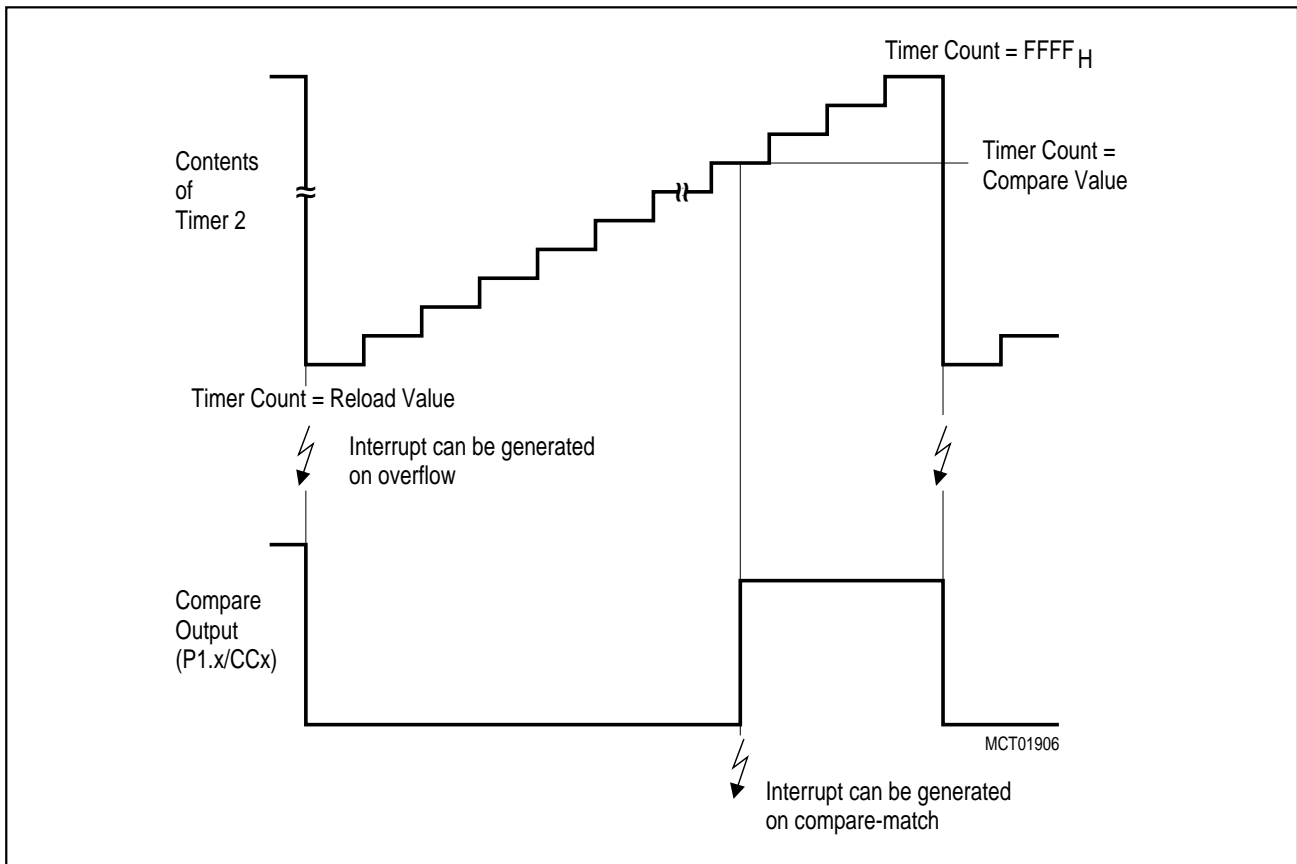 Timer Count = FFFF H
Contents
of
Timer 2
Timer Count =
Compare Value
Timer Count = Reload Value
Interrupt can be generated
on overflow
Compare
Output
(P1.x/CCx)
MCT01906
Interrupt can be generated
on compare-match